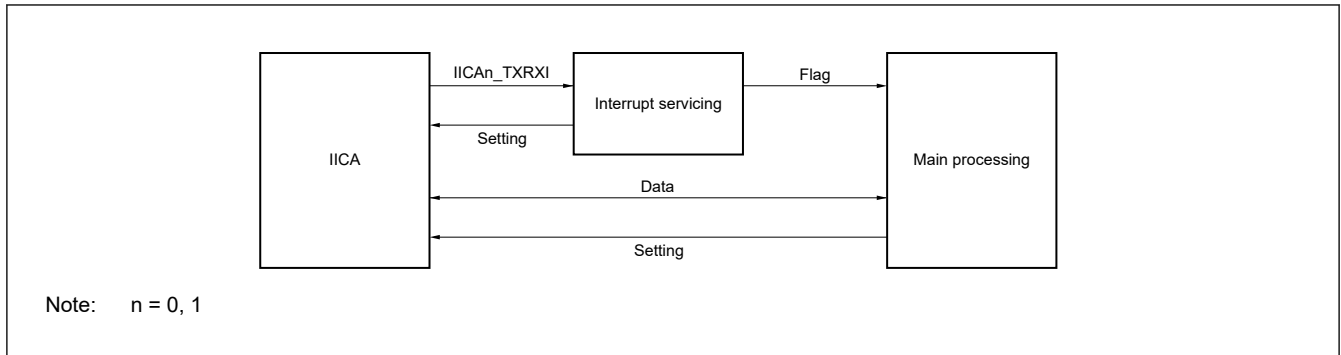 IICAn_TXRXI
Flag
Interrupt servicing
Setting
IICA
Main processing
Data
Setting
Note: n = 0, 1